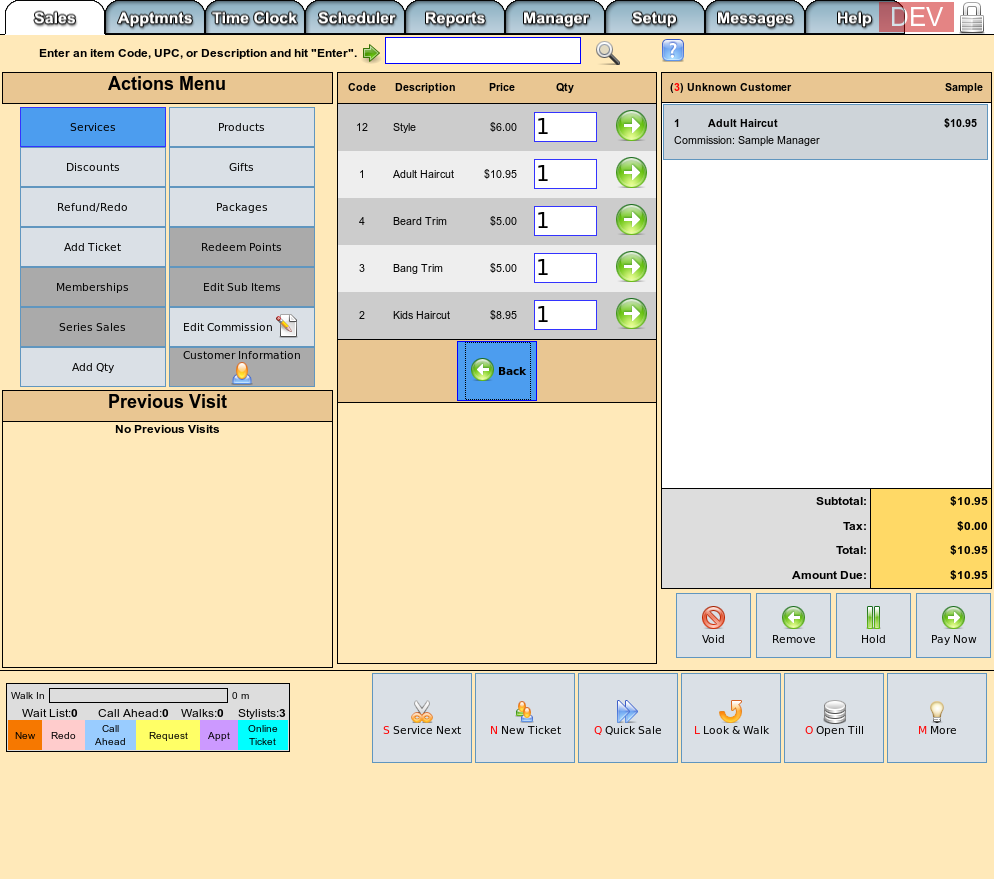 Sales Apptmnts Time Clock Scheduler Reports Manager Setup Messages Help DEV
Enter an item Code, UPC, or Description and hit "Enter".
Actions Menu
Services Products
Discounts Gifts
Refund/Redo Packages
Add Ticket Redeem Points
Memberships Edit Sub Items
Series Sales Edit Commission
Add Qty Customer Information
Previous Visit
No Previous Visits
Code Description Price Qty
12 Style $6.00 1
1 Adult Haircut $10.95 1
4 Beard Trim $5.00 1
3 Bang Trim $5.00 1
2 Kids Haircut $8.95 1
Back
(3) Unknown Customer Sample
1 Adult Haircut $10.95
Commission: Sample Manager
Subtotal: $10.95
Tax: $0.00
Total: $10.95
Amount Due: $10.95
Void Remove Hold Pay Now
Walk In 0 m
Wait List:0 Call Ahead:0 Walks:0 Stylists:3
New Redo Call Ahead Request Appt Online Ticket
S Service Next N New Ticket Q Quick Sale L Look & Walk O Open Till M More